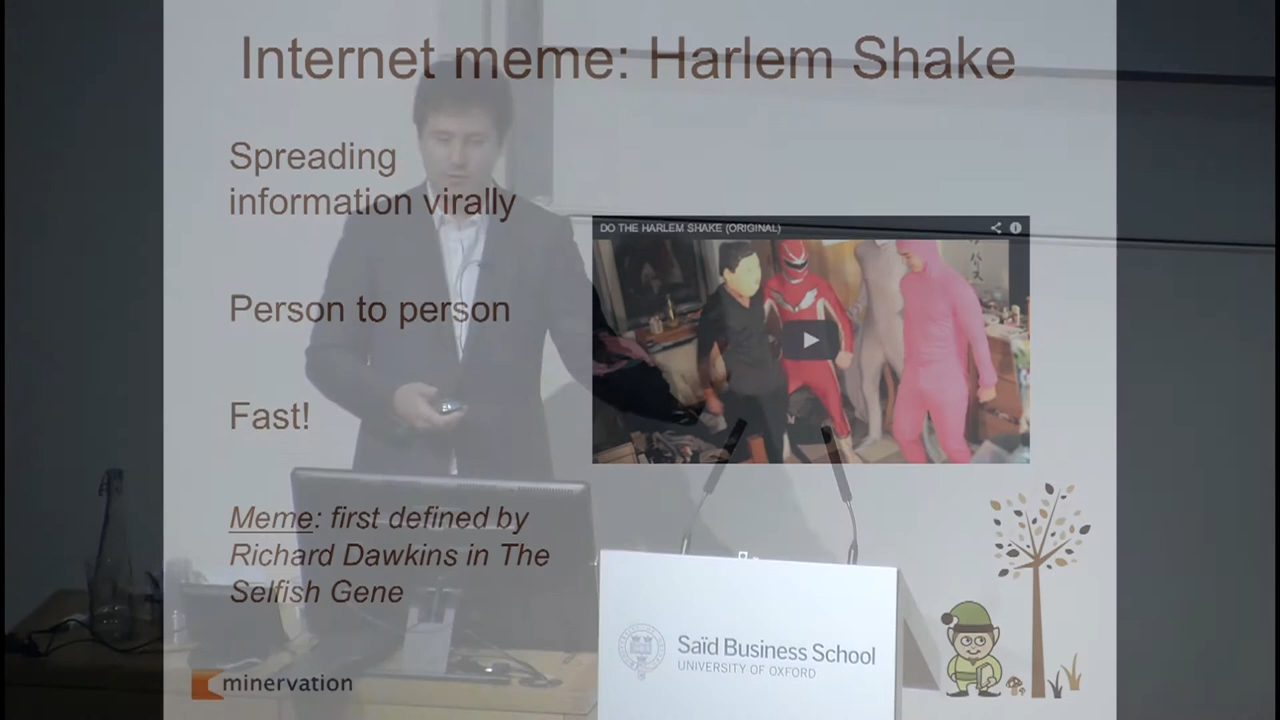 Internet meme: Harlem Shake
Spreading
information virally
Person to person
Fast!
Meme: first defined by
Richard Dawkins in The
Selfish Gene
DO THE HARLEM SHAKE (ORIGINAL)
minervation
Saïd Business School
UNIVERSITY OF OXFORD